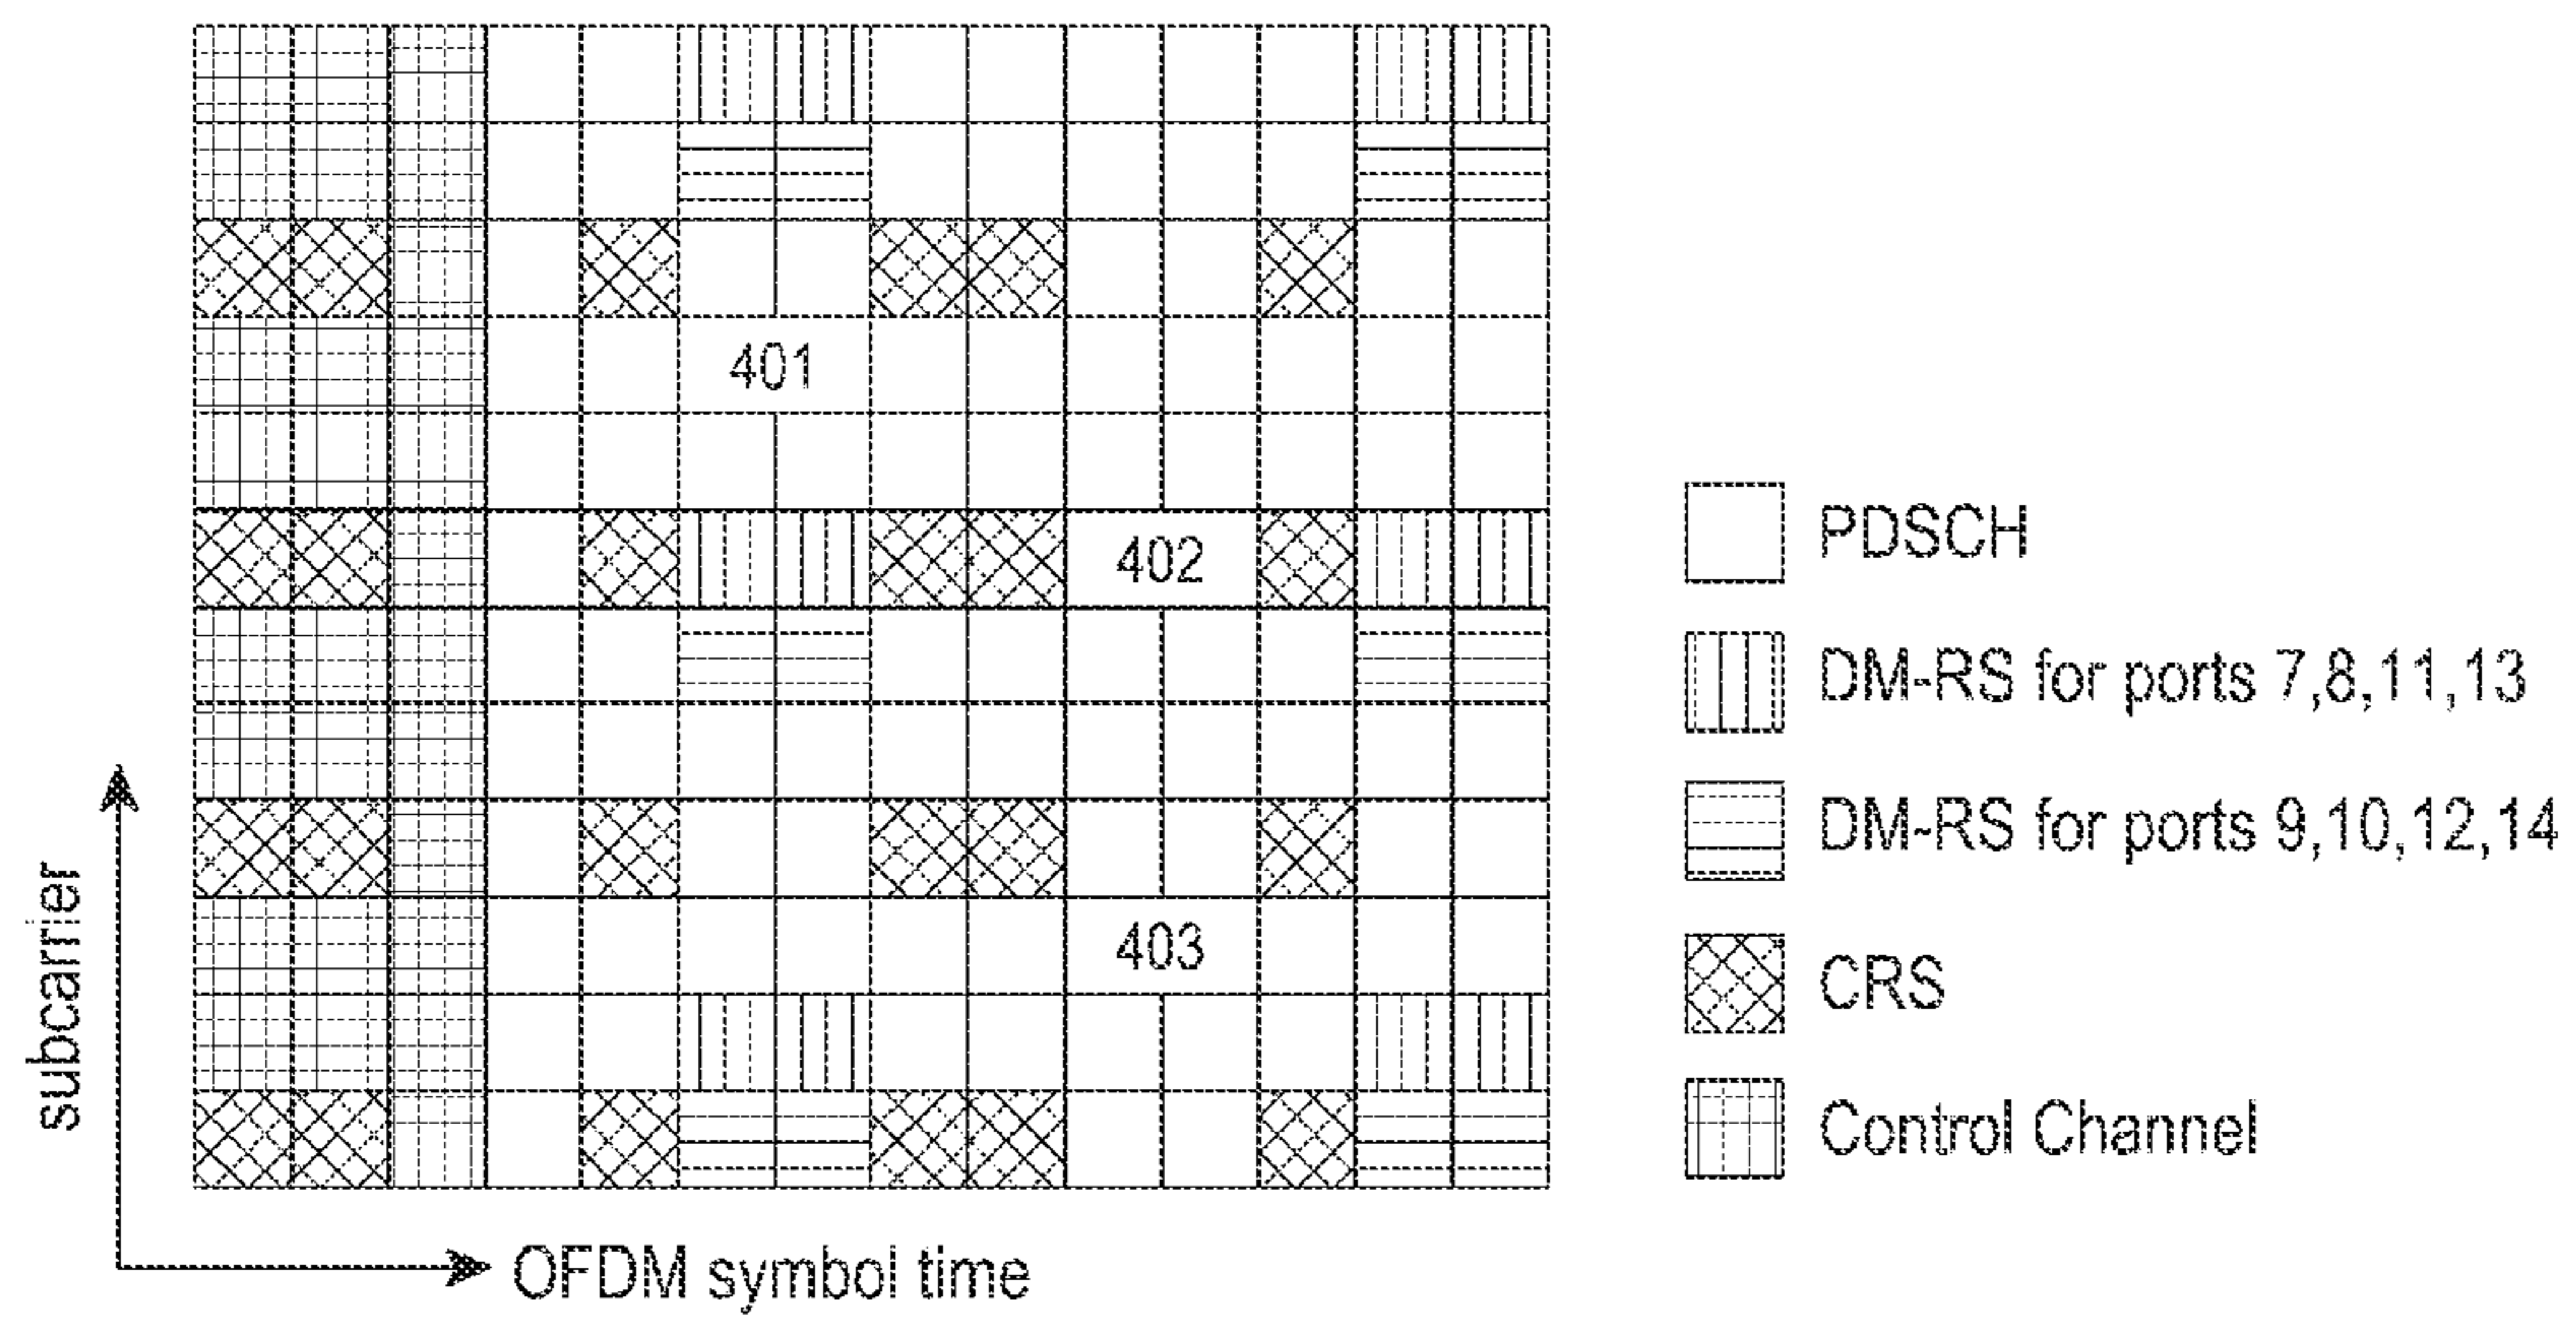 401
402
403
PDSCH
DM-RS for ports 7,8,11,13
DM-RS for ports 9,10,12,14
CRS
Control Channel
subcarrier
OFDM symbol time